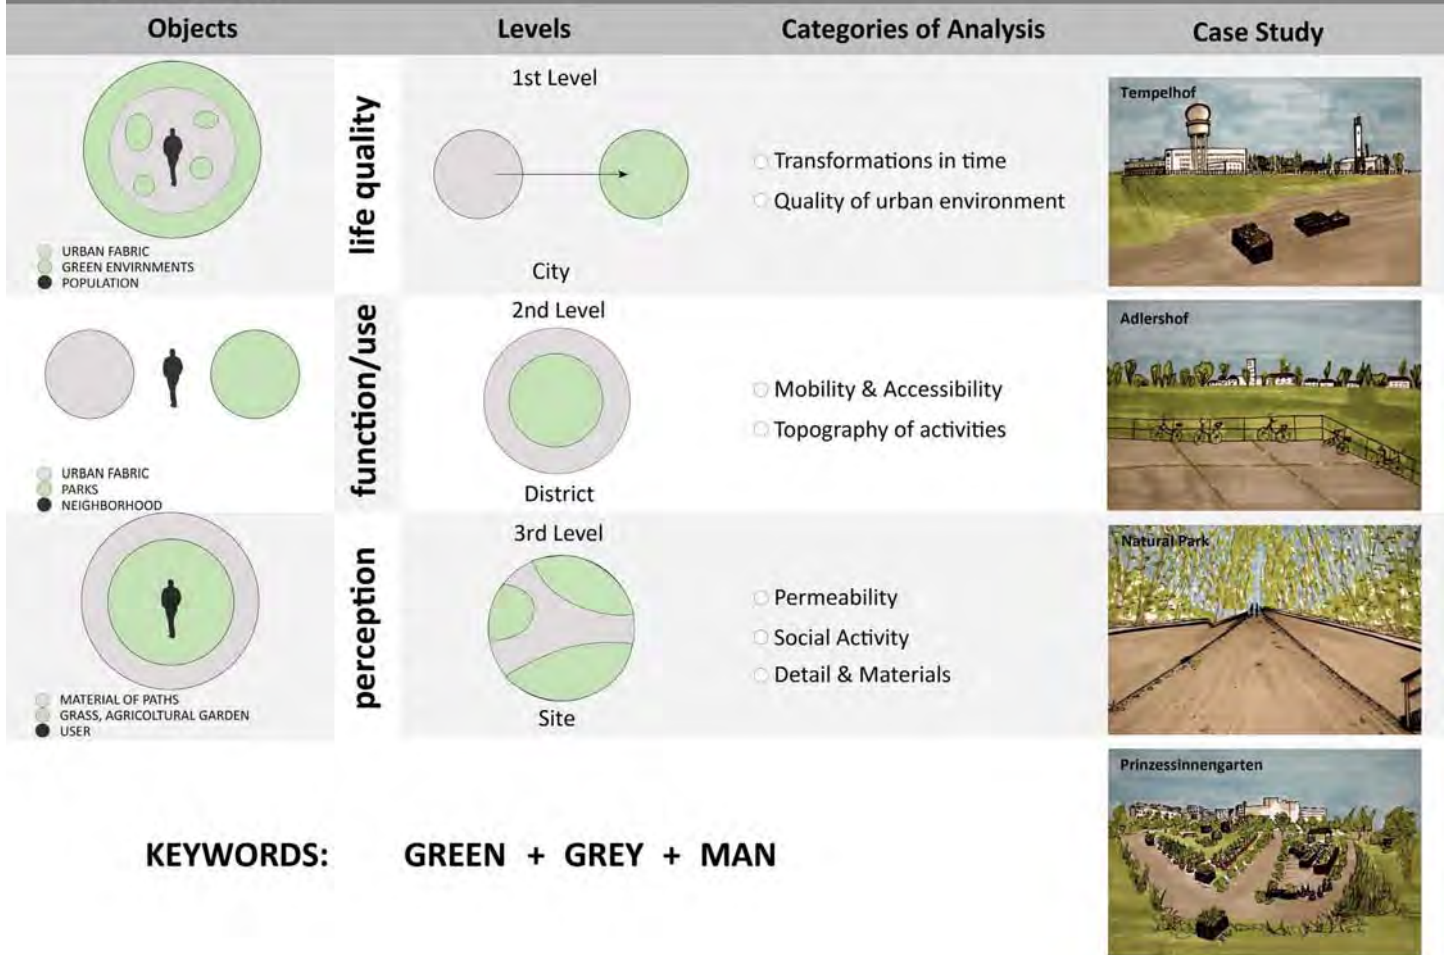 Objects
Levels
Categories of Analysis
Case Study
URBAN FABRIC
GREEN ENVIRNMENTS
POPULATION
life quality
1st Level
City
Transformations in time
Quality of urban environment
Tempelhof
URBAN FABRIC
PARKS
NEIGHBORHOOD
function/use
2nd Level
District
Mobility & Accessibility
Topography of activities
Adlershof
MATERIAL OF PATHS
GRASS, AGRICOLTURAL GARDEN
USER
perception
3rd Level
Site
Permeability
Social Activity
Detail & Materials
Natural Park
Prinzessinnengarten
KEYWORDS: GREEN + GREY + MAN